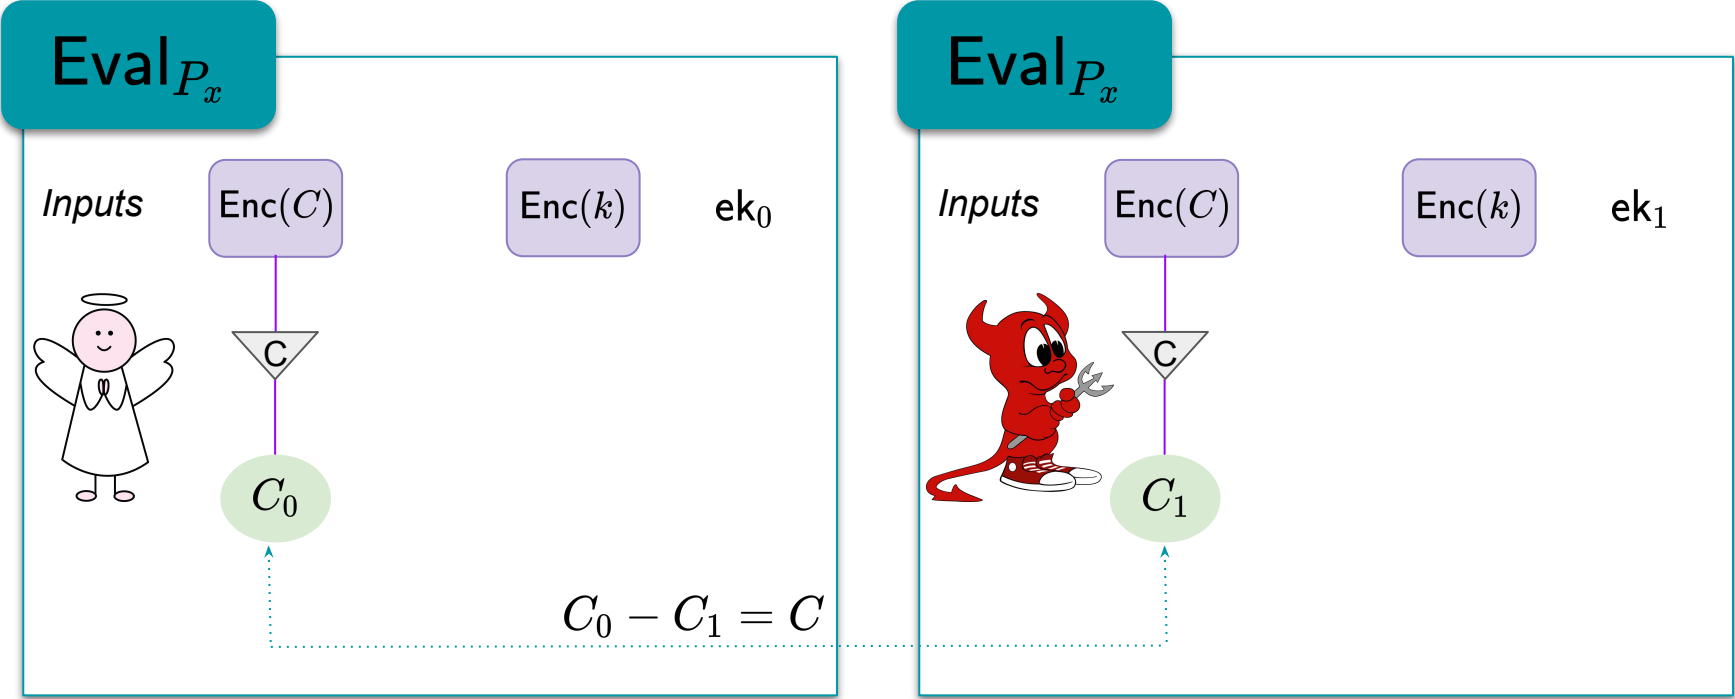 Eval_{P_x}
Inputs Enc(C) Enc(k) ek_0
C
C_0
Eval_{P_x}
Inputs Enc(C) Enc(k) ek_1
C
C_1
C_0 − C_1 = C